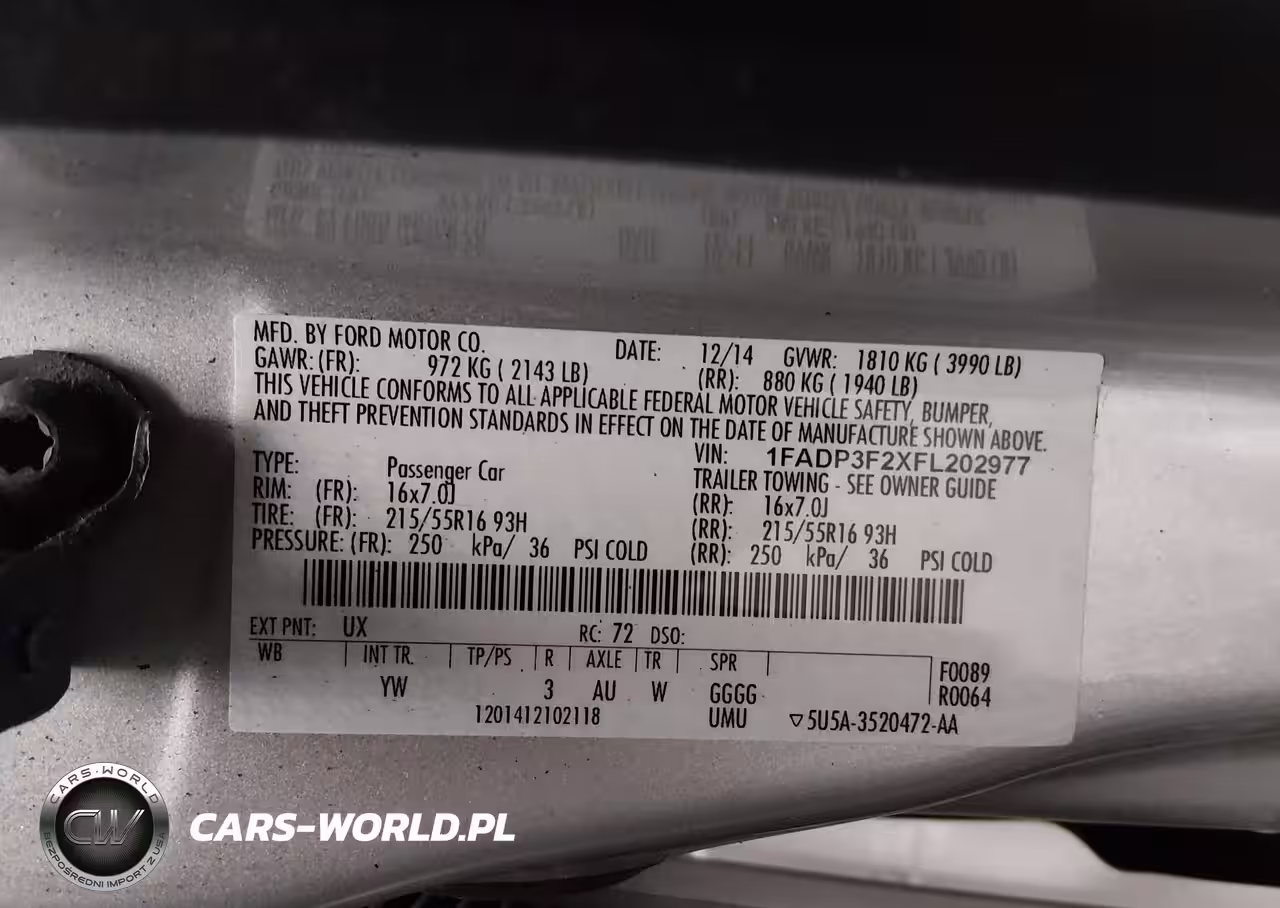 MFD. BY FORD MOTOR CO. DATE: 12/14 GVWR: 1810 KG ( 3990 LB)
GAWR: (FR): 972 KG ( 2143 LB) (RR): 880 KG ( 1940 LB)
THIS VEHICLE CONFORMS TO ALL APPLICABLE FEDERAL MOTOR VEHICLE SAFETY, BUMPER,
AND THEFT PREVENTION STANDARDS IN EFFECT ON THE DATE OF MANUFACTURE SHOWN ABOVE.
VIN: 1FADP3F2XFL202977
TYPE: Passenger Car TRAILER TOWING - SEE OWNER GUIDE
RIM: (FR): 16x7.0J (RR): 16x7.0J
TIRE: (FR): 215/55R16 93H (RR): 215/55R16 93H
PRESSURE: (FR): 250 kPa/ 36 PSI COLD (RR): 250 kPa/ 36 PSI COLD
EXT PNT: UX RC: 72 DSO:
WB INT TR. TP/PS R AXLE TR SPR F0089
YW 3 AU W GGGG R0064
1201412102118 UMU ▽5U5A-3520472-AA
CARS-WORLD
CW
BEZPOŚREDNI IMPORT Z USA
CARS-WORLD.PL